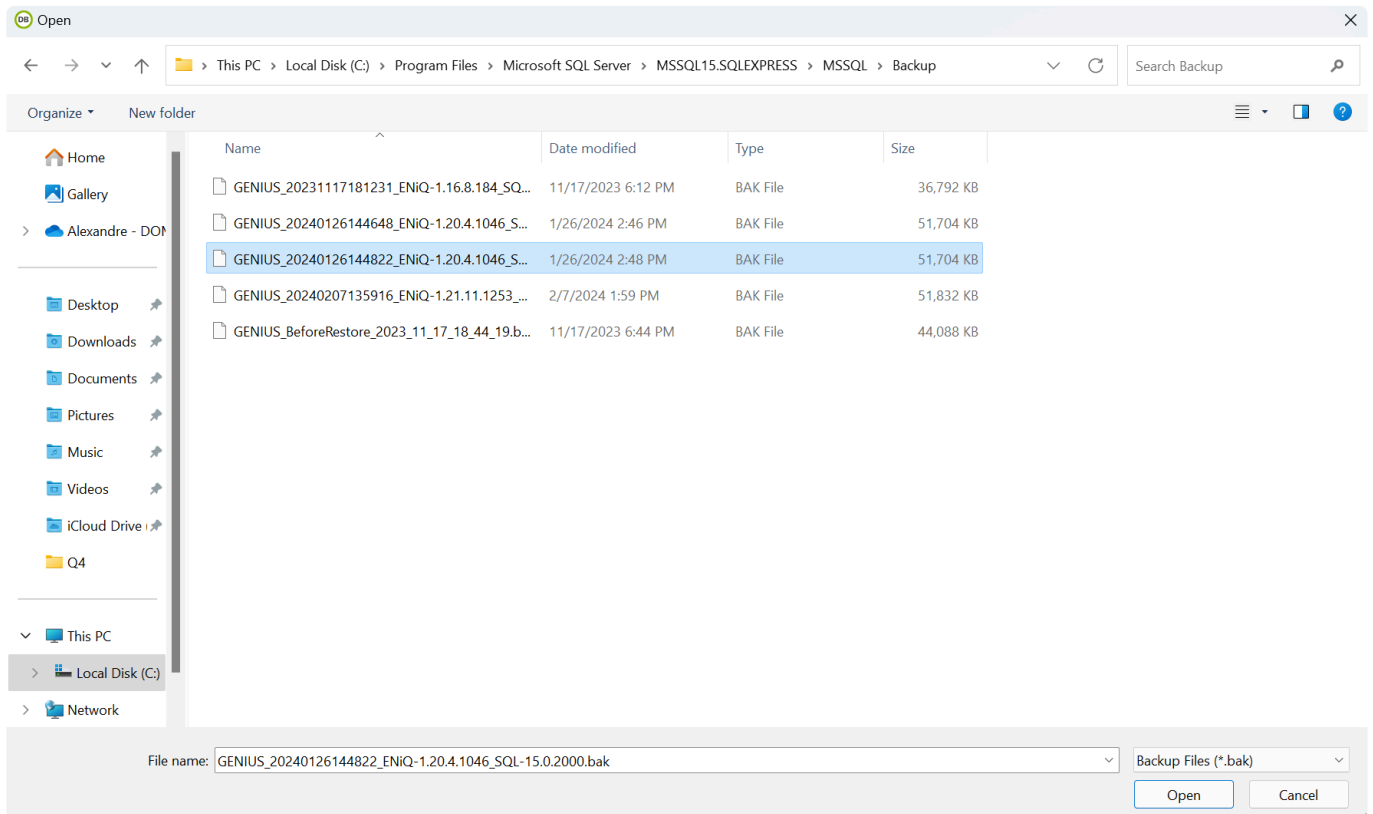 DB Open
This PC > Local Disk (C:) > Program Files > Microsoft SQL Server > MSSQL15.SQLEXPRESS > MSSQL > Backup
Search Backup
Organize
New folder
?
Home
Gallery
Alexandre - DOM
Desktop
Downloads
Documents
Pictures
Music
Videos
iCloud Drive (
Q4
This PC
Local Disk (C:)
Network
Name Date modified Type Size
GENIUS_20231117181231_ENiQ-1.16.8.184_SQ... 11/17/2023 6:12 PM BAK File 36,792 KB
GENIUS_20240126144648_ENiQ-1.20.4.1046_S... 1/26/2024 2:46 PM BAK File 51,704 KB
GENIUS_20240126144822_ENiQ-1.20.4.1046_S... 1/26/2024 2:48 PM BAK File 51,704 KB
GENIUS_20240207135916_ENiQ-1.21.11.1253_... 2/7/2024 1:59 PM BAK File 51,832 KB
GENIUS_BeforeRestore_2023_11_17_18_44_19.b... 11/17/2023 6:44 PM BAK File 44,088 KB
File name: GENIUS_20240126144822_ENiQ-1.20.4.1046_SQL-15.0.2000.bak
Backup Files (*.bak)
Open
Cancel